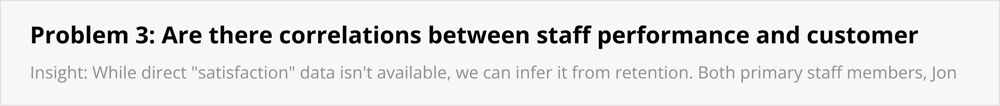 Problem 3: Are there correlations between staff performance and customer
Insight: While direct "satisfaction" data isn't available, we can infer it from retention. Both primary staff members, Jon